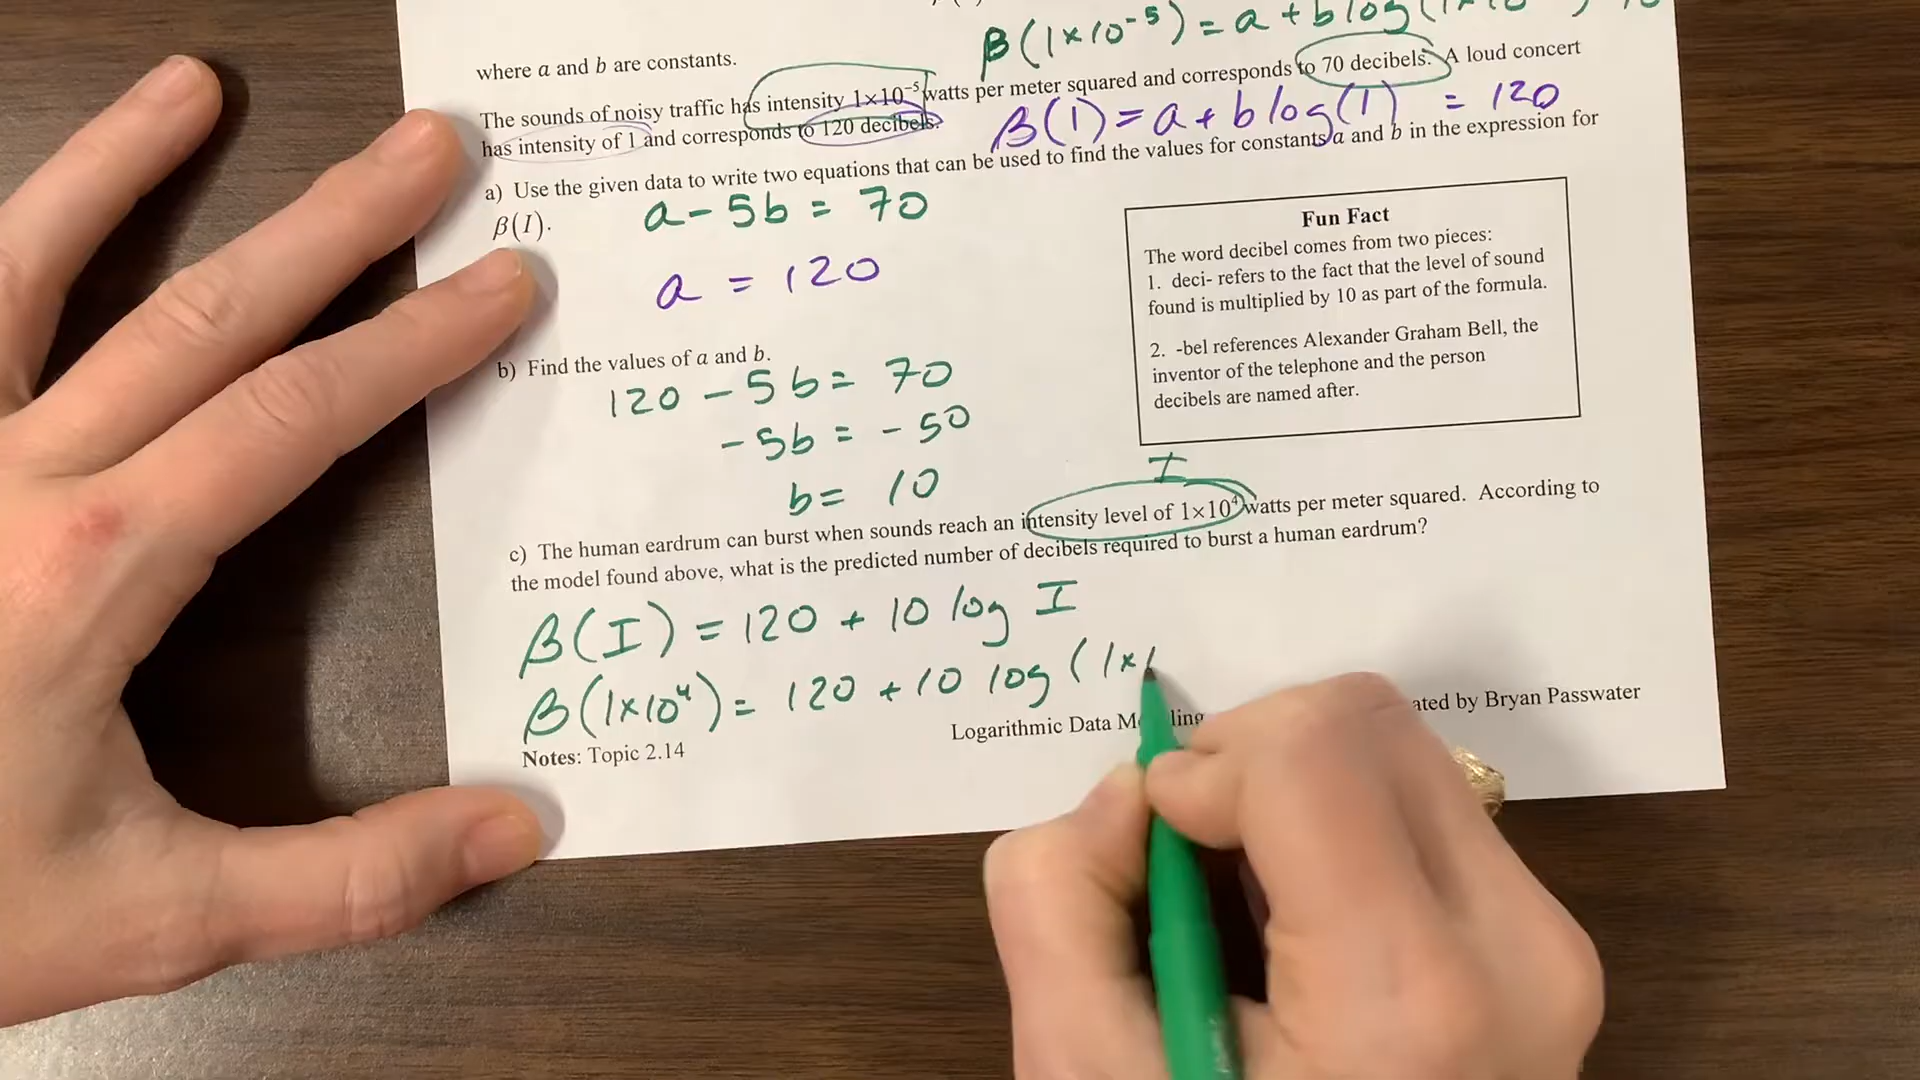 β(1×10⁻⁵) = a + b log(1×10
where a and b are constants.
The sounds of noisy traffic has intensity 1×10⁻⁵ watts per meter squared and corresponds to 70 decibels. A loud concert
has intensity of 1 and corresponds to 120 decibels.
β(1) = a + b log(1) = 120
a) Use the given data to write two equations that can be used to find the values for constants a and b in the expression for
β(I).
a - 5b = 70
a = 120
b) Find the values of a and b.
120 - 5b = 70
-5b = -50
b = 10
Fun Fact
The word decibel comes from two pieces:
1. deci- refers to the fact that the level of sound
found is multiplied by 10 as part of the formula.
2. -bel references Alexander Graham Bell, the
inventor of the telephone and the person
decibels are named after.
I
c) The human eardrum can burst when sounds reach an intensity level of 1×10⁴ watts per meter squared. According to
the model found above, what is the predicted number of decibels required to burst a human eardrum?
β(I) = 120 + 10 log I
β(1×10⁴) = 120 + 10 log (1×1
Notes: Topic 2.14
Logarithmic Data
by Bryan Passwater